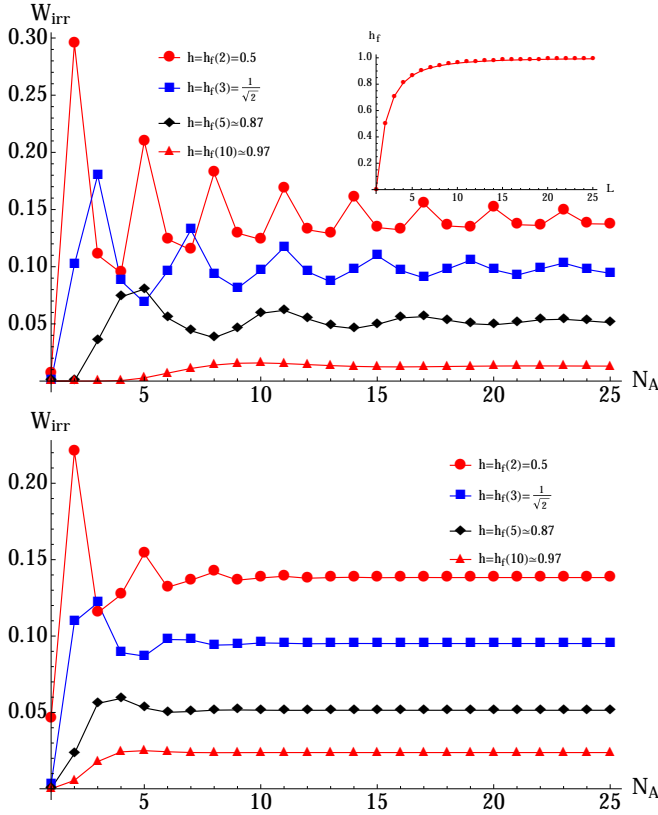 W_irr
0.30
0.25
0.20
0.15
0.10
0.05
h=h_f(2)=0.5
h=h_f(3)=1/√2
h=h_f(5)≃0.87
h=h_f(10)≃0.97
h_f
1.0
0.8
0.6
0.4
0.2
5 10 15 20 25
L
5 10 15 20 25
N_A
W_irr
0.20
0.15
0.10
0.05
h=h_f(2)=0.5
h=h_f(3)=1/√2
h=h_f(5)≃0.87
h=h_f(10)≃0.97
5 10 15 20 25
N_A